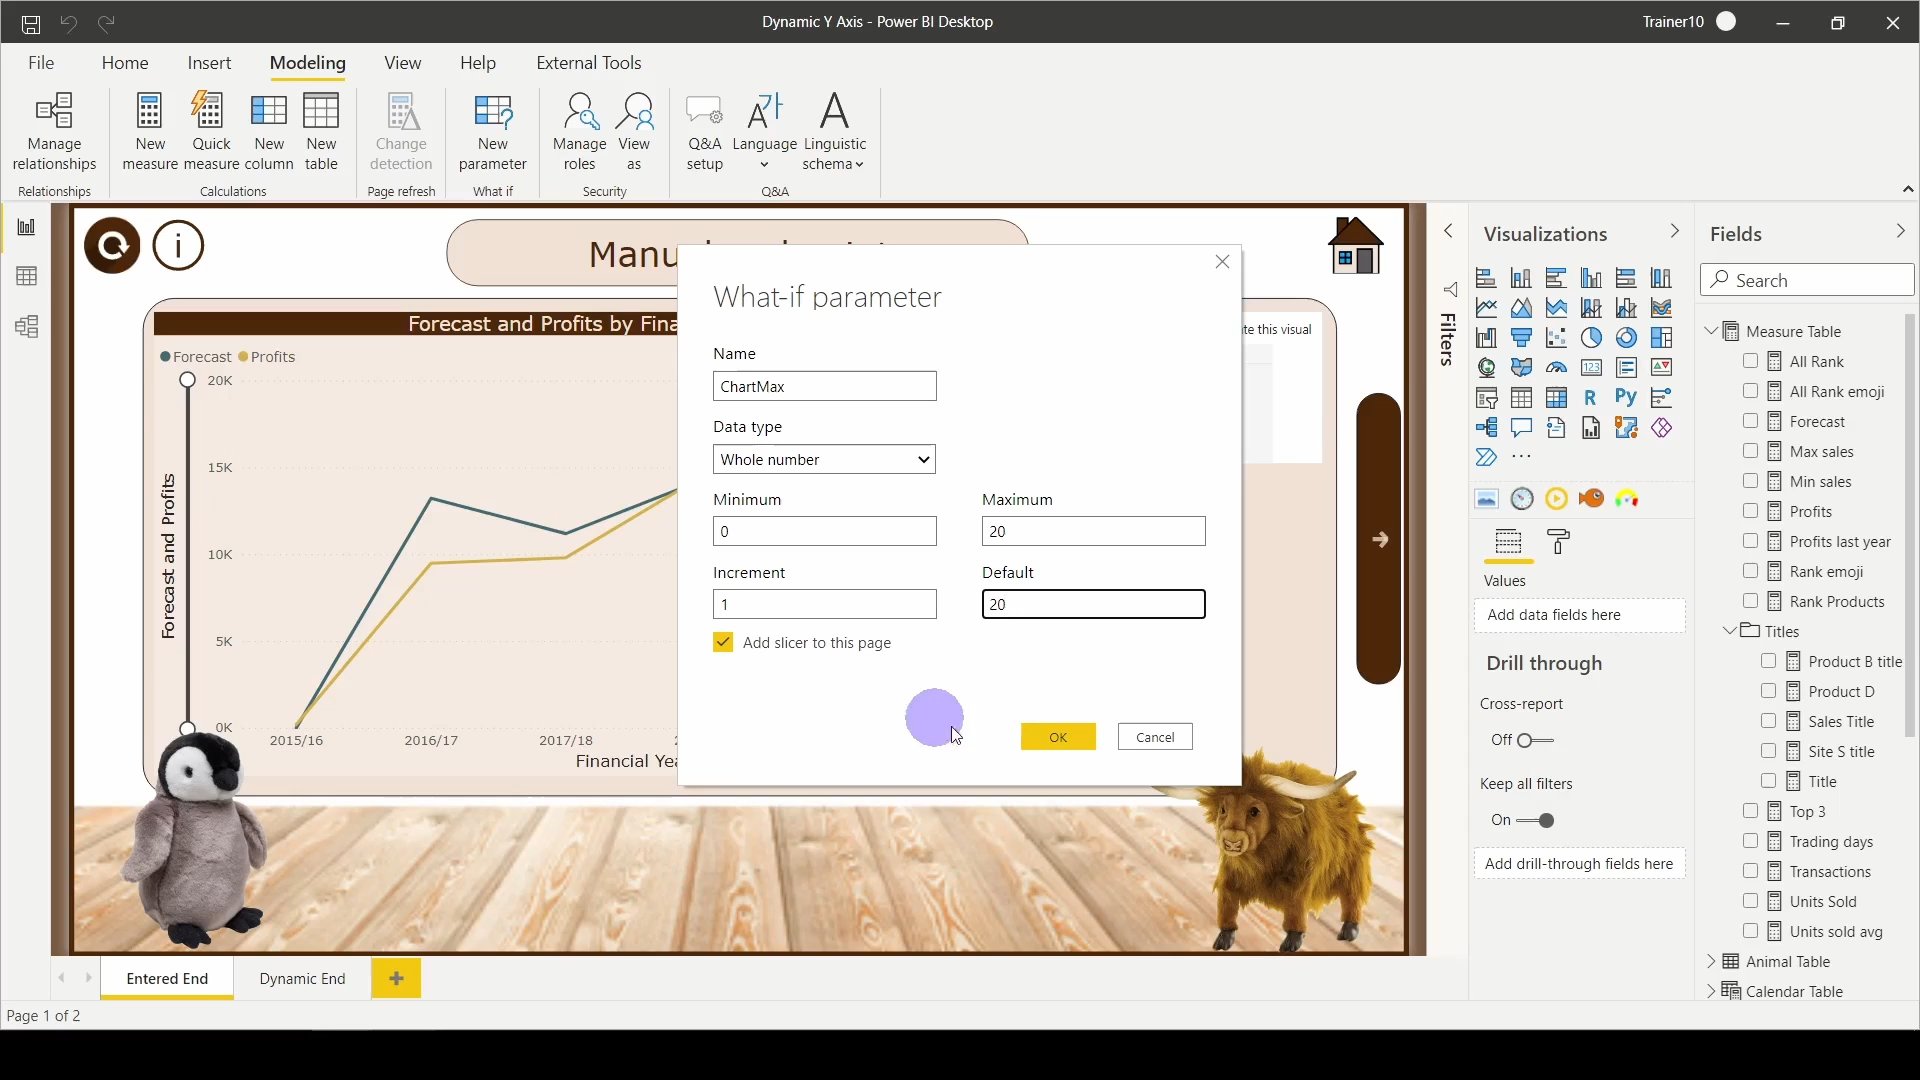 Dynamic Y Axis - Power BI Desktop
Trainer10
File Home Insert Modeling View Help External Tools
Manage relationships
New measure
Quick measure
New column
New table
Change detection
New parameter
Manage roles
View as
Q&A setup
Language
Linguistic schema
Relationships
Calculations
Page refresh
What if
Security
Q&A
i
Forecast and Profits by
Forecast Profits
20K
15K
10K
5K
0K
Forecast and Profits
2015/16 2016/17 2017/18
Financial
this visual
What-if parameter
Name
ChartMax
Data type
Whole number
Minimum
0
Maximum
20
Increment
1
Default
20
Add slicer to this page
OK
Cancel
Filters
Visualizations
123
R
Py
Values
Add data fields here
Drill through
Cross-report
Off
Keep all filters
On
Add drill-through fields here
Fields
Search
Measure Table
All Rank
All Rank emoji
Forecast
Max sales
Min sales
Profits
Profits last year
Rank emoji
Rank Products
Titles
Product B title
Product D
Sales Title
Site S title
Title
Top 3
Trading days
Transactions
Units Sold
Units sold avg
Animal Table
Calendar Table
Entered End
Dynamic End
+
Page 1 of 2